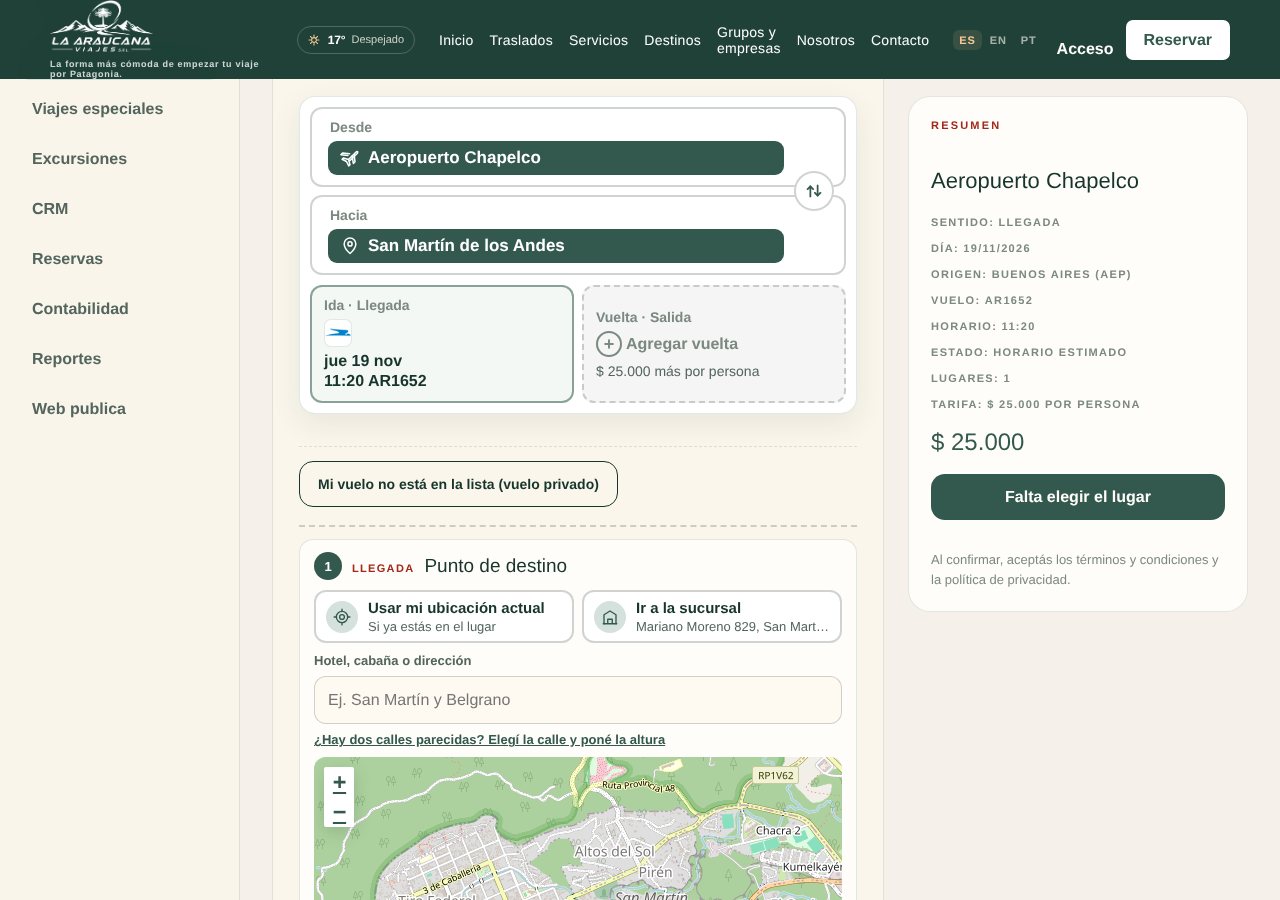 LA ARAUCANA
VIAJES
La forma más cómoda de empezar tu viaje
por Patagonia.
17° Despejado
Inicio
Traslados
Servicios
Destinos
Grupos y
empresas
Nosotros
Contacto
ES EN PT
Acceso
Reservar
Viajes especiales
Excursiones
CRM
Reservas
Contabilidad
Reportes
Web publica
Desde
Aeropuerto Chapelco
Hacia
San Martín de los Andes
Ida · Llegada
jue 19 nov
11:20 AR1652
Vuelta · Salida
+ Agregar vuelta
$ 25.000 más por persona
Mi vuelo no está en la lista (vuelo privado)
1 LLEGADA Punto de destino
Usar mi ubicación actual
Si ya estás en el lugar
Ir a la sucursal
Mariano Moreno 829, San Mart…
Hotel, cabaña o dirección
Ej. San Martín y Belgrano
¿Hay dos calles parecidas? Elegí la calle y poné la altura
+
−
RP1V62
Ruta Provincial 48
Chacra 2
Altos del Sol
Pirén
Kumelkayén
3 de Caballería
Tiro Federal
San Martín
RESUMEN
Aeropuerto Chapelco
SENTIDO: LLEGADA
DÍA: 19/11/2026
ORIGEN: BUENOS AIRES (AEP)
VUELO: AR1652
HORARIO: 11:20
ESTADO: HORARIO ESTIMADO
LUGARES: 1
TARIFA: $ 25.000 POR PERSONA
$ 25.000
Falta elegir el lugar
Al confirmar, aceptás los términos y condiciones y
la política de privacidad.